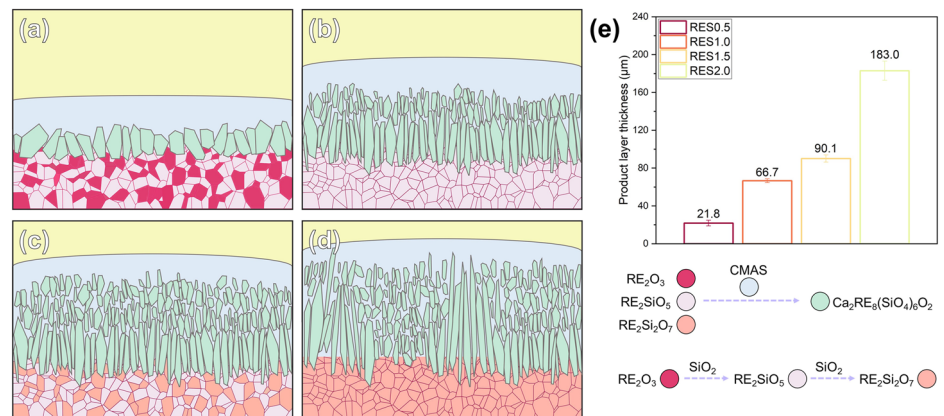 (a)
(b)
(c)
(d)
(e)
RES0.5
RES1.0
RES1.5
RES2.0
Product layer thickness (μm)
240
200
160
120
80
40
0
21.8
66.7
90.1
183.0
RE₂O₃
RE₂SiO₅
RE₂Si₂O₇
CMAS
Ca₂RE₈(SiO₄)₆O₂
RE₂O₃ SiO₂ RE₂SiO₅ SiO₂ RE₂Si₂O₇